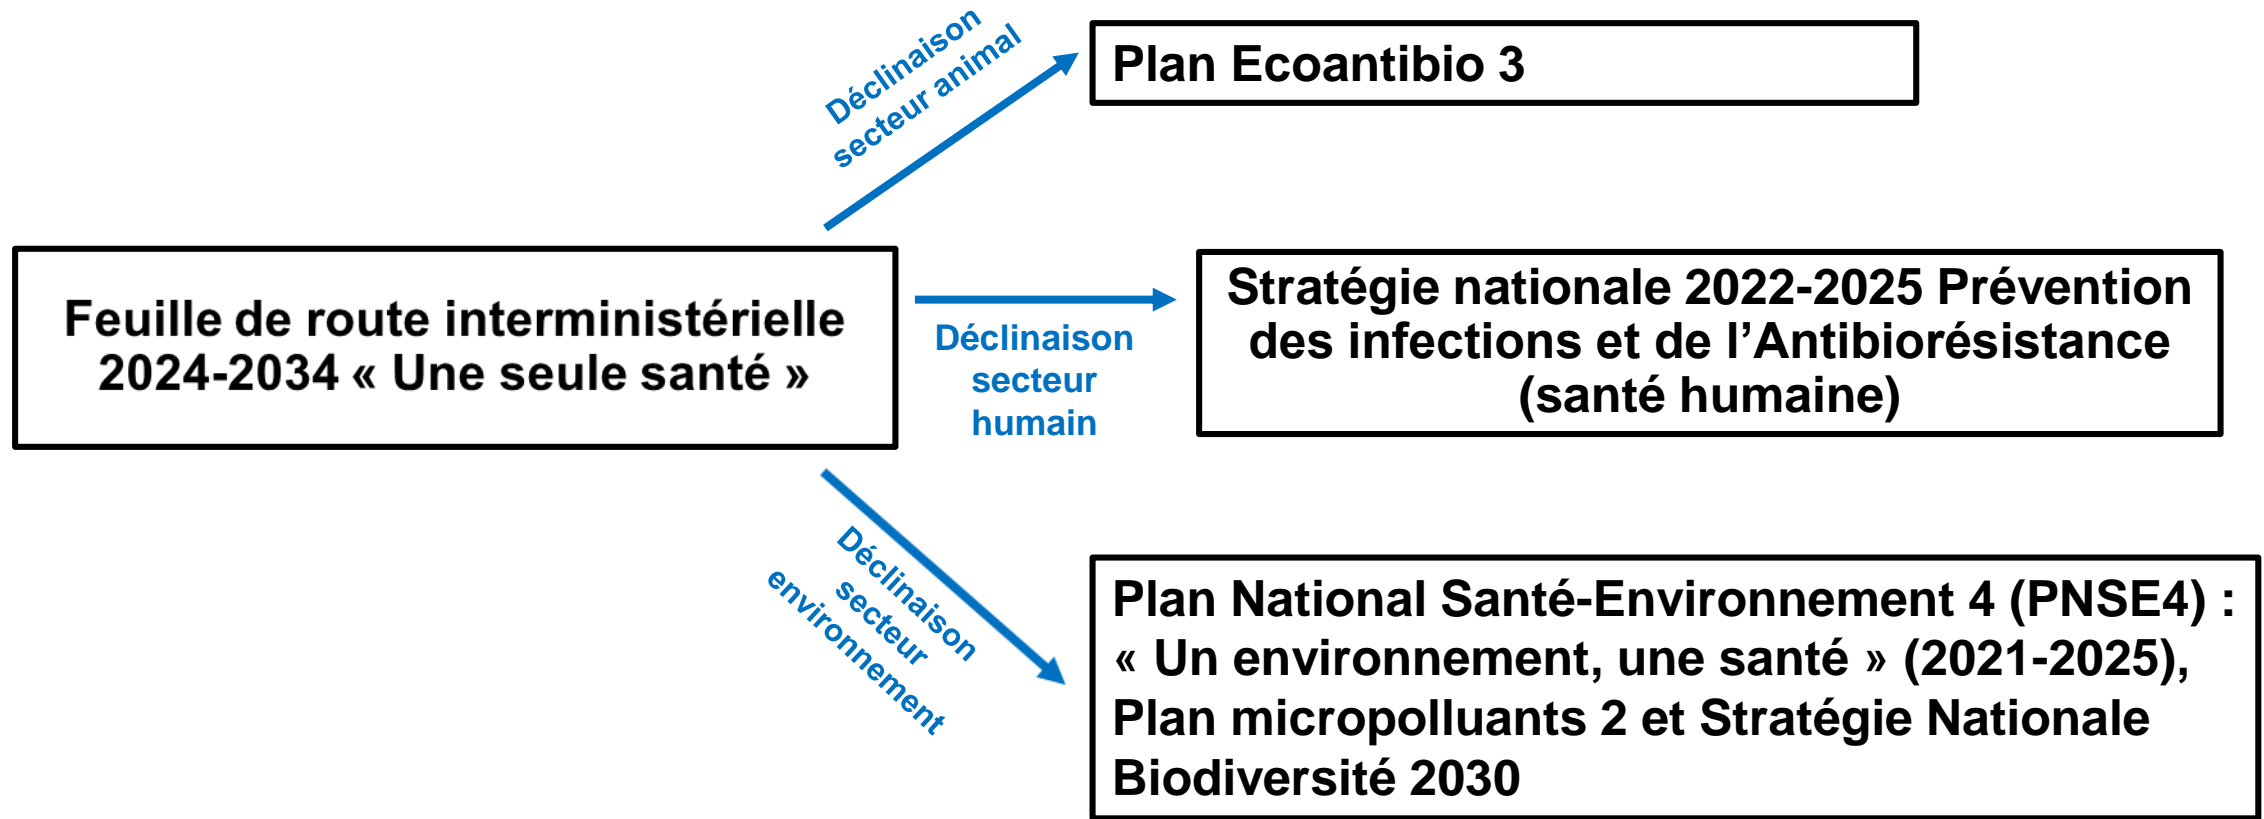 Déclinaison
secteur animal
Plan Ecoantibio 3
Feuille de route interministérielle
2024-2034 « Une seule santé »
Déclinaison
secteur
humain
Stratégie nationale 2022-2025 Prévention
des infections et de l’Antibiorésistance
(santé humaine)
Déclinaison
secteur
environnement
Plan National Santé-Environnement 4 (PNSE4) :
« Un environnement, une santé » (2021-2025),
Plan micropolluants 2 et Stratégie Nationale
Biodiversité 2030